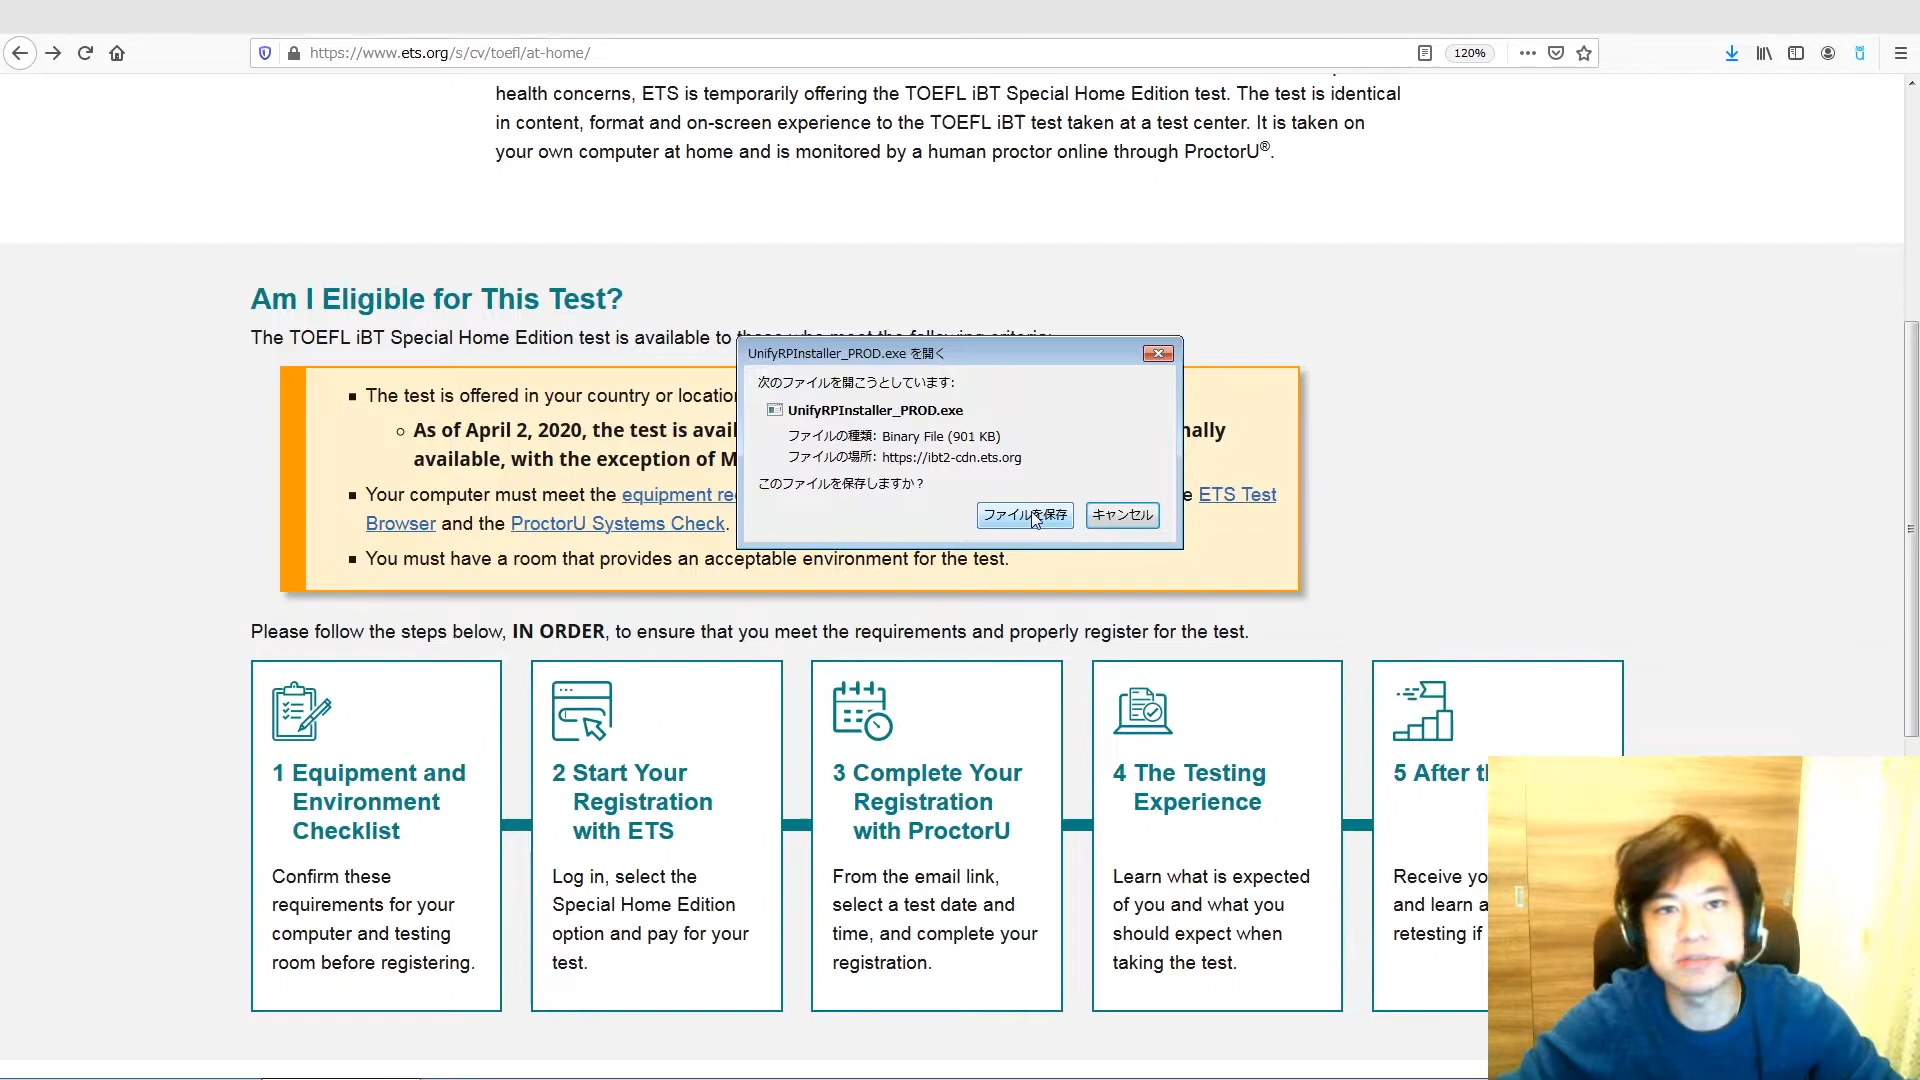 https://www.ets.org/s/cv/toefl/at-home/
120%
health concerns, ETS is temporarily offering the TOEFL iBT Special Home Edition test. The test is identical
in content, format and on-screen experience to the TOEFL iBT test taken at a test center. It is taken on
your own computer at home and is monitored by a human proctor online through ProctorU®.
Am I Eligible for This Test?
The TOEFL iBT Special Home Edition test is available to those who meet the following criteria:
The test is offered in your country or location
As of April 2, 2020, the test is avail
nally
available, with the exception of M
Your computer must meet the equipment re
e ETS Test
Browser and the ProctorU Systems Check.
You must have a room that provides an acceptable environment for the test.
UnifyRPInstaller_PROD.exe を開く
次のファイルを開こうとしています:
UnifyRPInstaller_PROD.exe
ファイルの種類: Binary File (901 KB)
ファイルの場所: https://ibt2-cdn.ets.org
このファイルを保存しますか?
ファイルを保存
キャンセル
Please follow the steps below, IN ORDER, to ensure that you meet the requirements and properly register for the test.
1 Equipment and
Environment
Checklist
Confirm these
requirements for your
computer and testing
room before registering.
2 Start Your
Registration
with ETS
Log in, select the
Special Home Edition
option and pay for your
test.
3 Complete Your
Registration
with ProctorU
From the email link,
select a test date and
time, and complete your
registration.
4 The Testing
Experience
Learn what is expected
of you and what you
should expect when
taking the test.
5 After t
Receive yo
and learn a
retesting if